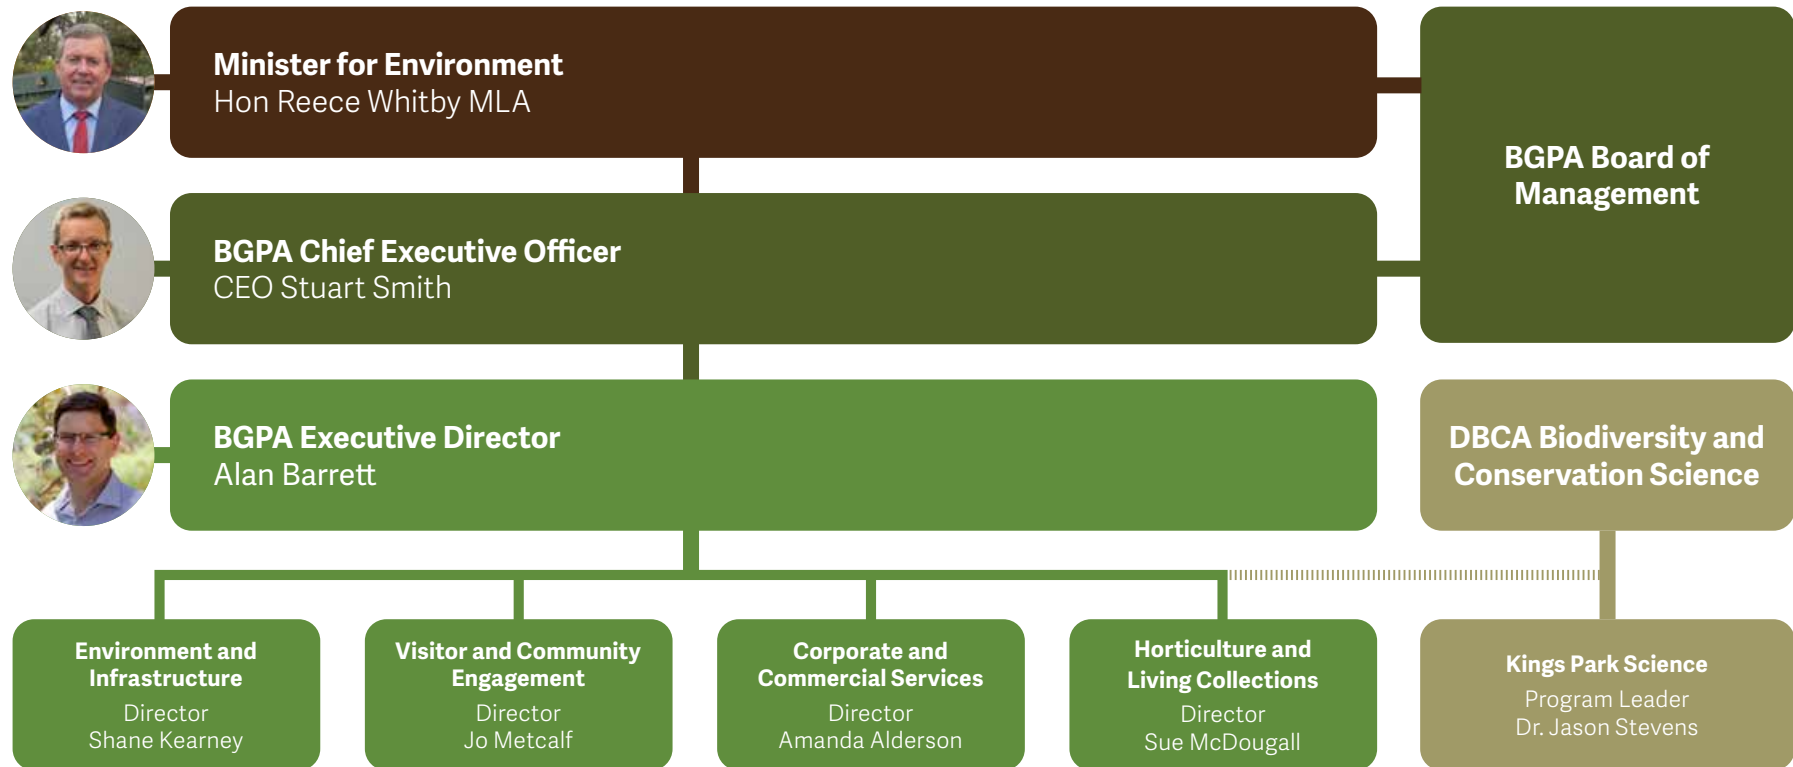 Minister for Environment
Hon Reece Whitby MLA
BGPA Board of
Management
BGPA Chief Executive Officer
CEO Stuart Smith
BGPA Executive Director
Alan Barrett
DBCA Biodiversity and
Conservation Science
Environment and
Infrastructure
Director
Shane Kearney
Visitor and Community
Engagement
Director
Jo Metcalf
Corporate and
Commercial Services
Director
Amanda Alderson
Horticulture and
Living Collections
Director
Sue McDougall
Kings Park Science
Program Leader
Dr. Jason Stevens